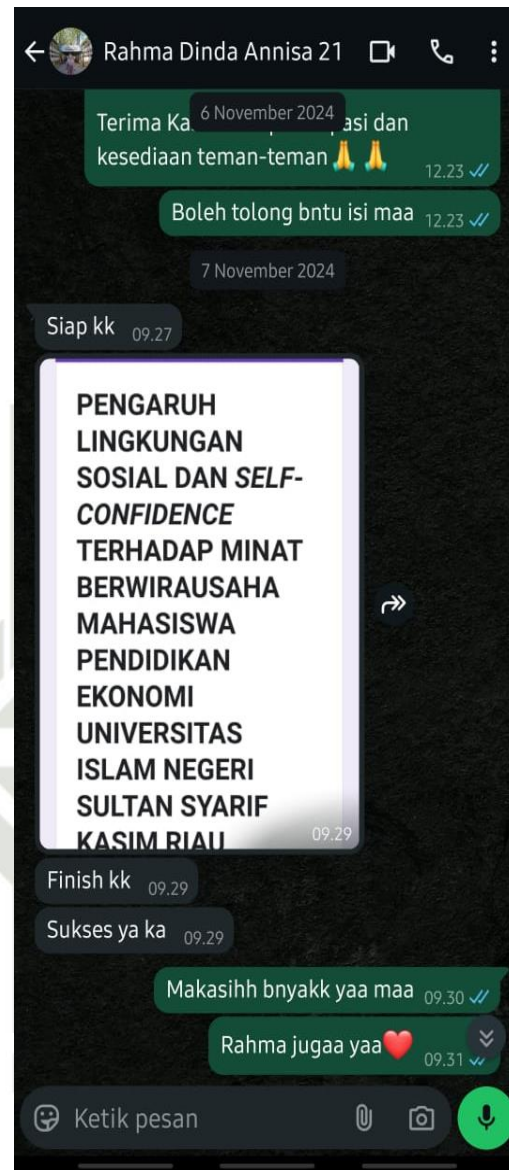 Rahma Dinda Annisa 21
6 November 2024
Terima Ka asi dan
kesediaan teman-teman🙏🙏
12.23
Boleh tolong bntu isi maa 12.23
7 November 2024
Siap kk 09.27
PENGARUH
LINGKUNGAN
SOSIAL DAN SELF-
CONFIDENCE
TERHADAP MINAT
BERWIRAUSAHA
MAHASISWA
PENDIDIKAN
EKONOMI
UNIVERSITAS
ISLAM NEGERI
SULTAN SYARIF
KASIM RIAU
09.29
Finish kk 09.29
Sukses ya ka 09.29
Makasihh bnyakk yaa maa 09.30
Rahma jugaa yaa❤️ 09.31
Ketik pesan